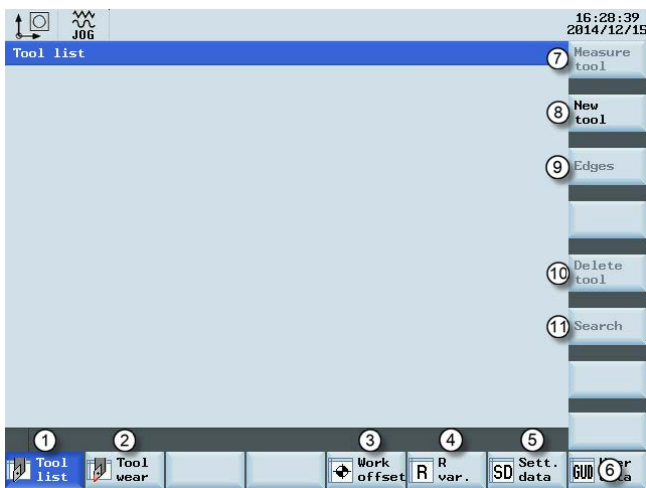 16:28:39
JOG
2014/12/15
Tool list
7
Measure
tool
8
New
tool
9
Edges
10
Delete
tool
11
Search
1
2
3
4
5
6
Tool
list
Tool
wear
Work
offset
R
R
var.
SD
Sett.
data
GUD